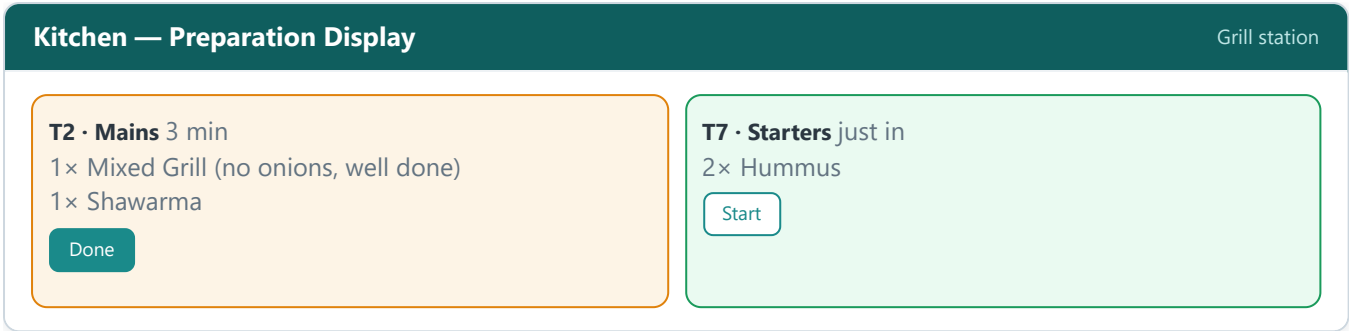 Kitchen — Preparation Display
Grill station
T2 · Mains 3 min
1× Mixed Grill (no onions, well done)
1× Shawarma
Done
T7 · Starters just in
2× Hummus
Start